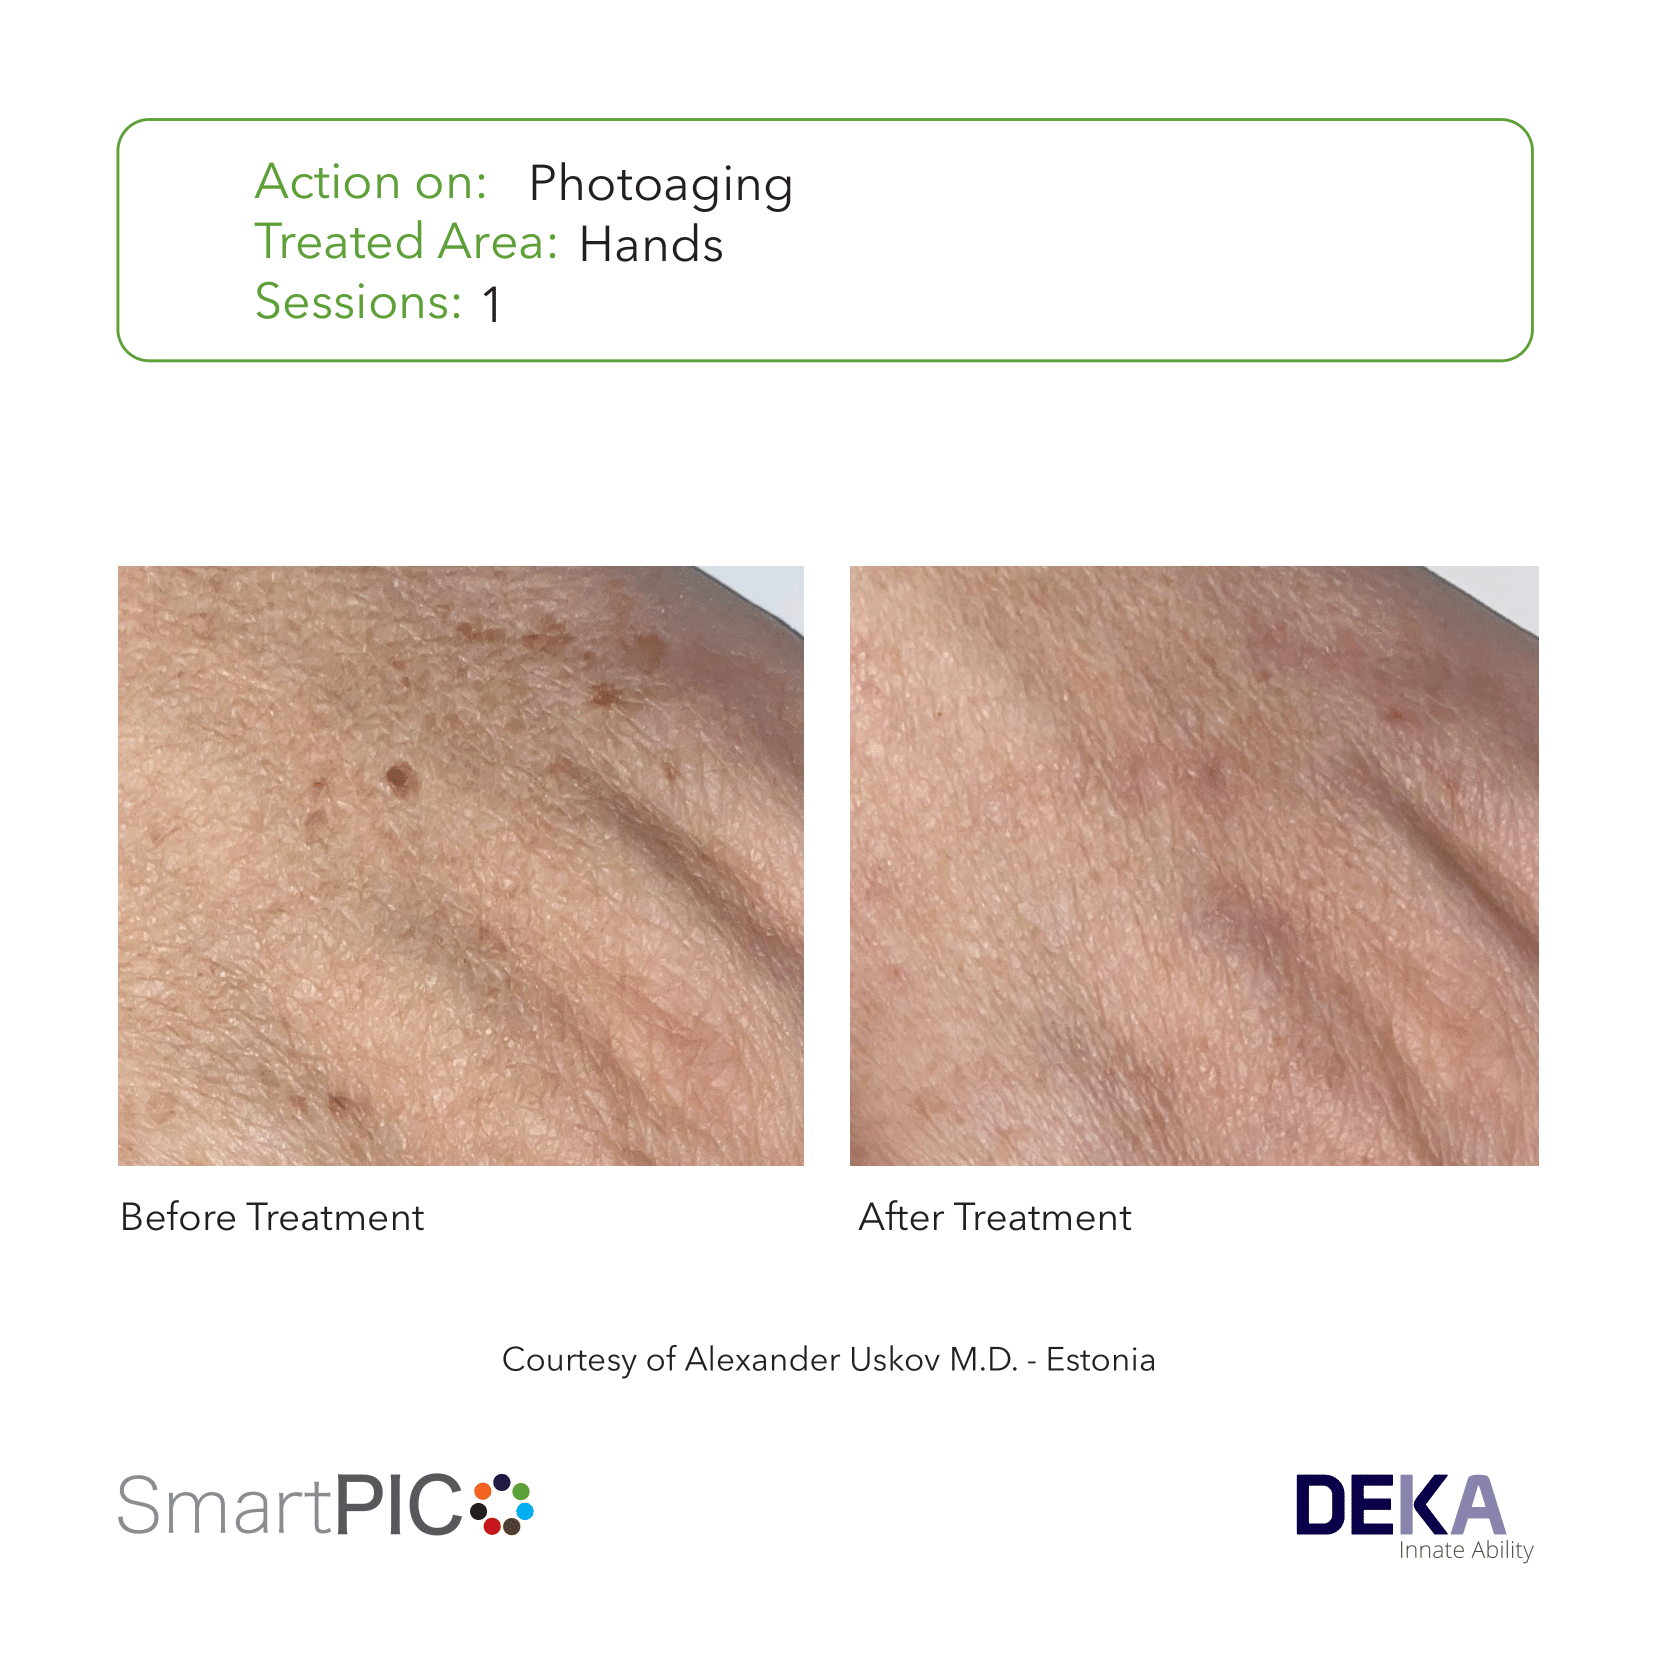 Action on: Photoaging
Treated Area: Hands
Sessions: 1
Before Treatment
After Treatment
Courtesy of Alexander Uskov M.D. - Estonia
SmartPICO
DEKA
Innate Ability